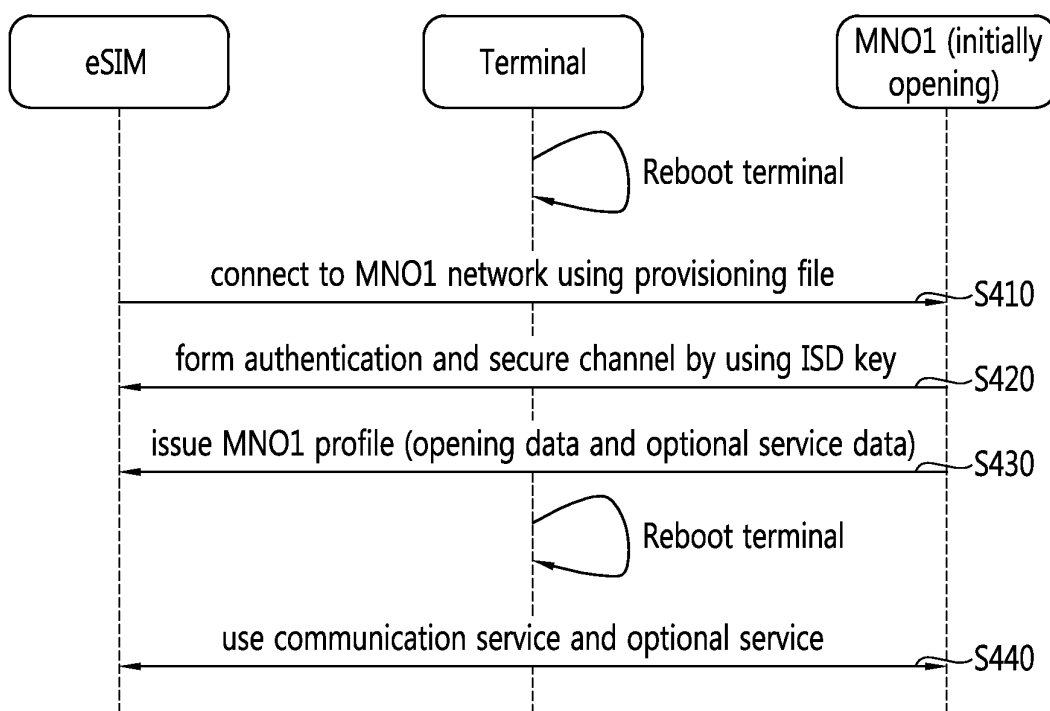 eSIM
Terminal
MNO1 (initially
opening)
Reboot terminal
connect to MNO1 network using provisioning file
S410
form authentication and secure channel by using ISD key
S420
issue MNO1 profile (opening data and optional service data)
S430
Reboot terminal
use communication service and optional service
S440